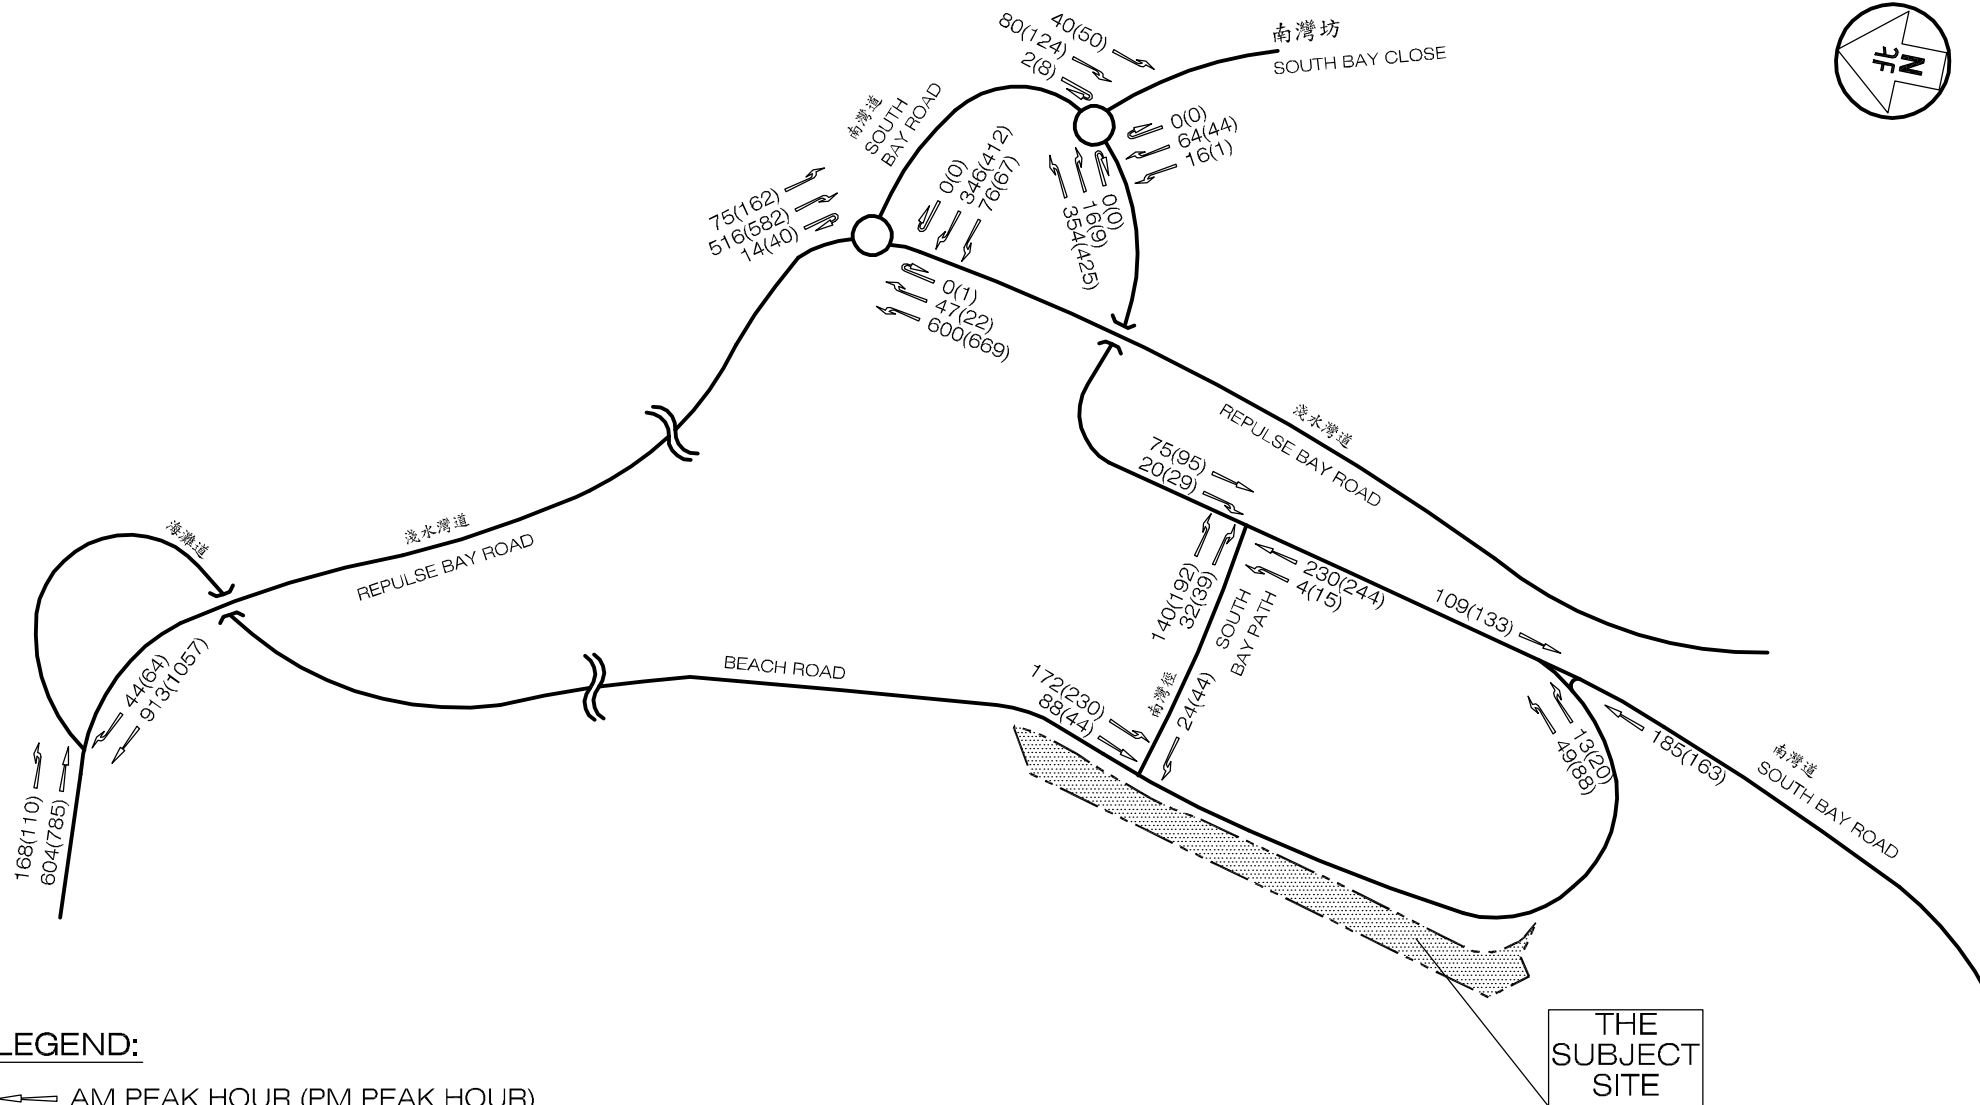 40(50)
80(124)
2(8)
南灣坊
SOUTH BAY CLOSE
北
N
南灣道
SOUTH
BAY ROAD
0(0)
64(44)
16(1)
0(0)
346(412)
76(67)
0(0)
16(9)
354(425)
75(162)
516(582)
14(40)
0(1)
47(22)
600(669)
淺水灣道
REPULSE BAY ROAD
75(95)
20(29)
海灘道
淺水灣道
REPULSE BAY ROAD
140(192)
32(39)
SOUTH
BAY PATH
南灣徑
230(244)
4(15)
109(133)
44(64)
913(1057)
BEACH ROAD
172(230)
88(44)
24(44)
13(20)
49(88)
185(163)
南灣道
SOUTH BAY ROAD
168(110)
604(785)
THE
SUBJECT
SITE
LEGEND:
AM PEAK HOUR (PM PEAK HOUR)